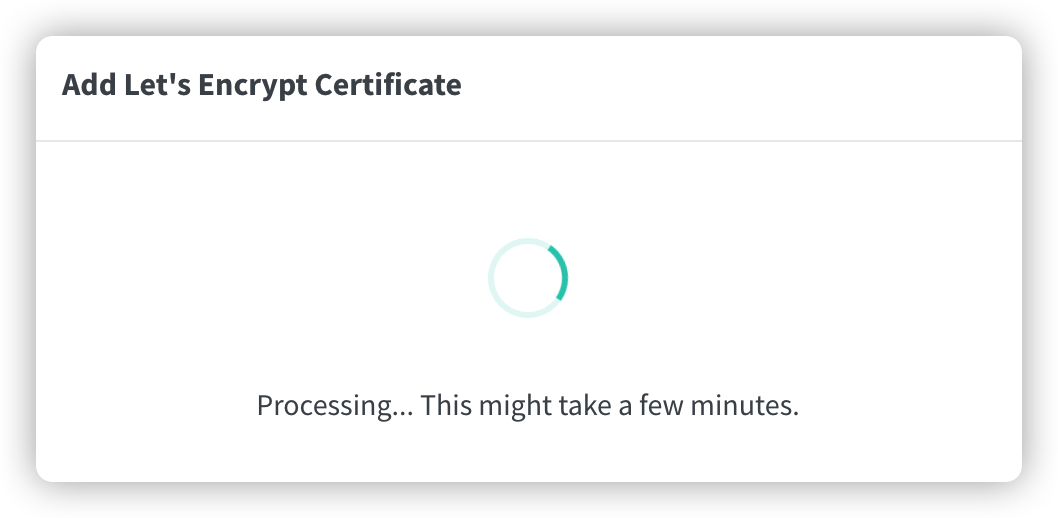 Add Let's Encrypt Certificate
Processing... This might take a few minutes.